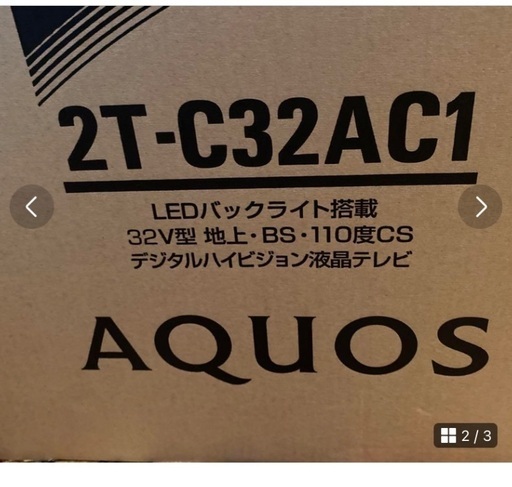 2T-C32AC1
LEDバックライト搭載
32V型 地上・BS・110度CS
デジタルハイビジョン液晶テレビ
AQUOS
2 / 3